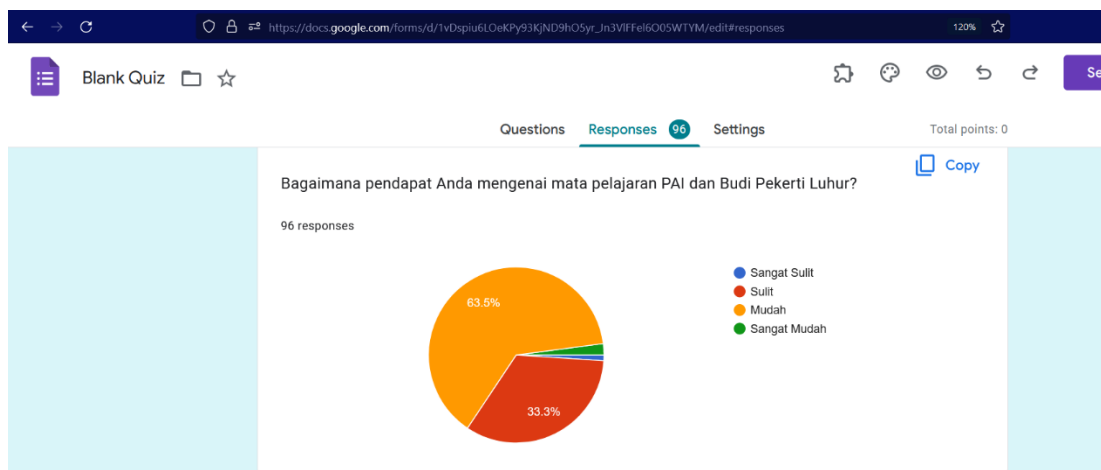 https://docs.google.com/forms/d/1vDspiu6LOeKPy93KjND9hO5yr_Jn3VlFFel6O05WTYM/edit#responses
120%
Blank Quiz
Se
Questions Responses 96 Settings
Total points: 0
Copy
Bagaimana pendapat Anda mengenai mata pelajaran PAI dan Budi Pekerti Luhur?
96 responses
63.5%
33.3%
Sangat Sulit
Sulit
Mudah
Sangat Mudah